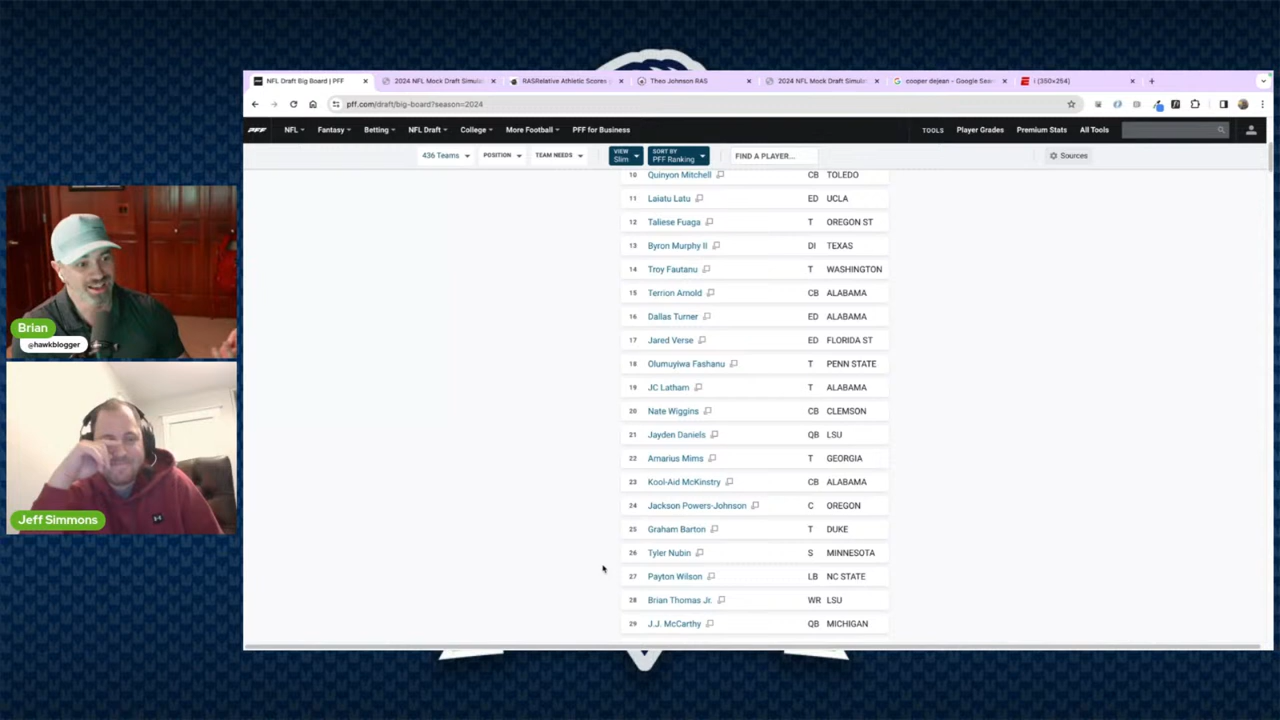 NFL Draft Big Board | PFF
2024 NFL Mock Draft Simula
RASRelative Athletic Scores
Theo Johnson RAS
2024 NFL Mock Draft Simula
cooper dejean - Google Sear
(350×254)
pff.com/draft/big-board?season=2024
PFF
NFL
Fantasy
Betting
NFL Draft
College
More Football
PFF for Business
TOOLS
Player Grades
Premium Stats
All Tools
436 Teams
POSITION
TEAM NEEDS
VIEW
Slim
SORT BY
PFF Ranking
FIND A PLAYER...
Sources
10 Quinyon Mitchell CB TOLEDO
11 Laiatu Latu ED UCLA
12 Taliese Fuaga T OREGON ST
13 Byron Murphy II DI TEXAS
14 Troy Fautanu T WASHINGTON
15 Terrion Arnold CB ALABAMA
16 Dallas Turner ED ALABAMA
17 Jared Verse ED FLORIDA ST
18 Olumuyiwa Fashanu T PENN STATE
19 JC Latham T ALABAMA
20 Nate Wiggins CB CLEMSON
21 Jayden Daniels QB LSU
22 Amarius Mims T GEORGIA
23 Kool-Aid McKinstry CB ALABAMA
24 Jackson Powers-Johnson C OREGON
25 Graham Barton T DUKE
26 Tyler Nubin S MINNESOTA
27 Payton Wilson LB NC STATE
28 Brian Thomas Jr. WR LSU
29 J.J. McCarthy QB MICHIGAN
Brian
@hawkblogger
Jeff Simmons